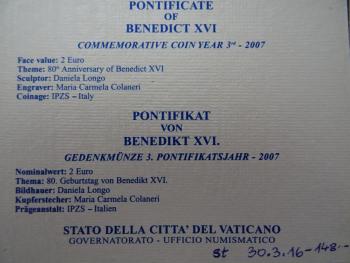 PONTIFICATE
OF
BENEDICT XVI
COMMEMORATIVE COIN YEAR 3rd - 2007
Face value: 2 Euro
Theme: 80° Anniversary of Benedict XVI
Sculptor: Daniela Longo
Engraver: Maria Carmela Colaneri
Coinage: IPZS – Italy
PONTIFIKAT
VON
BENEDIKT XVI.
GEDENKMÜNZE 3. PONTIFIKATSJAHR - 2007
Nominalwert: 2 Euro
Thema: 80. Geburtstag von Benedikt XVI.
Bildhauer: Daniela Longo
Kupferstecher: Maria Carmela Colaneri
Prägeanstalt: IPZS – Italien
STATO DELLA CITTA' DEL VATICANO
GOVERNATORATO - UFFICIO NUMISMATICO
st 30.3.16 -148.-